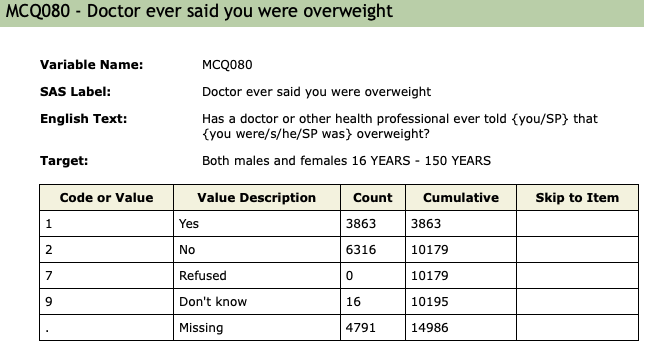 MCQ080 - Doctor ever said you were overweight
Variable Name: MCQ080
SAS Label: Doctor ever said you were overweight
English Text: Has a doctor or other health professional ever told {you/SP} that
{you were/s/he/SP was} overweight?
Target: Both males and females 16 YEARS - 150 YEARS
Code or Value Value Description Count Cumulative Skip to Item
1 Yes 3863 3863
2 No 6316 10179
7 Refused 0 10179
9 Don't know 16 10195
. Missing 4791 14986